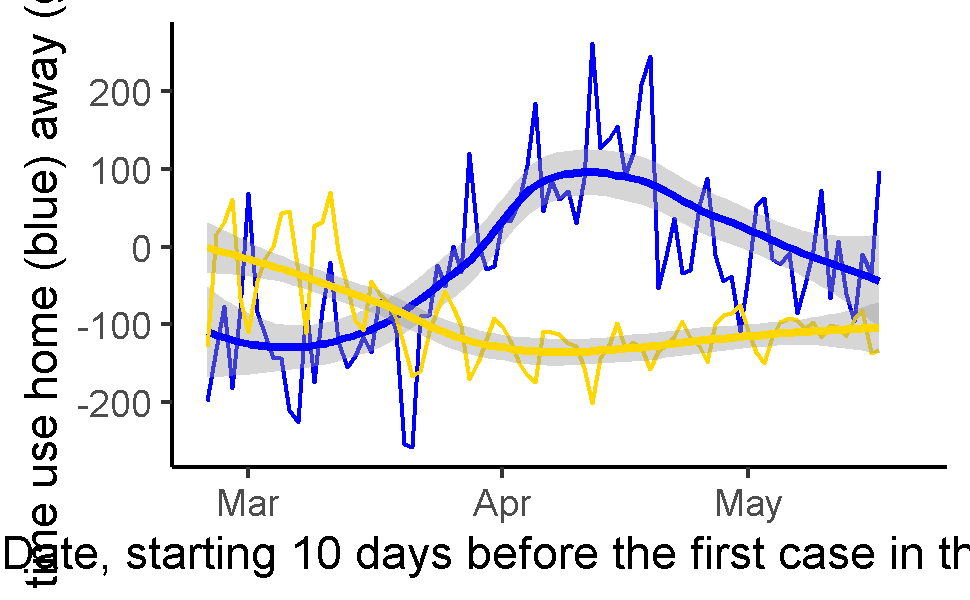 time use home (blue) away (
200
100
0
-100
-200
Mar
Apr
May
Date, starting 10 days before the first case in th